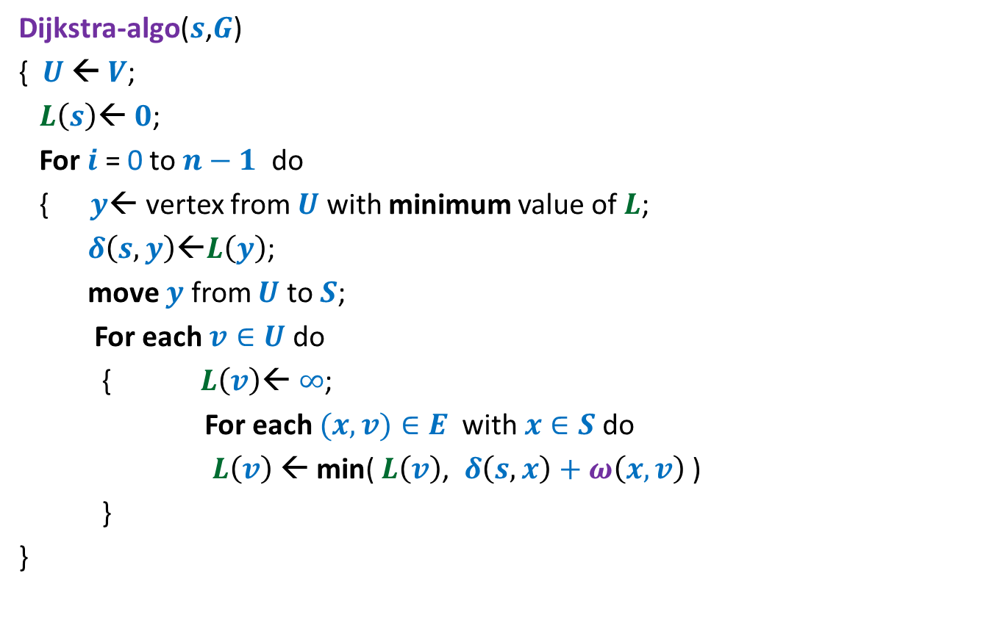 Dijkstra-algo(s,G)
{ U ← V;
L(s)← 0;
For i = 0 to n − 1 do
{ y← vertex from U with minimum value of L;
δ(s, y)←L(y);
move y from U to S;
For each v ∈ U do
{ L(v)← ∞;
For each (x, v) ∈ E with x ∈ S do
L(v) ← min( L(v), δ(s, x) + ω(x, v) )
}
}